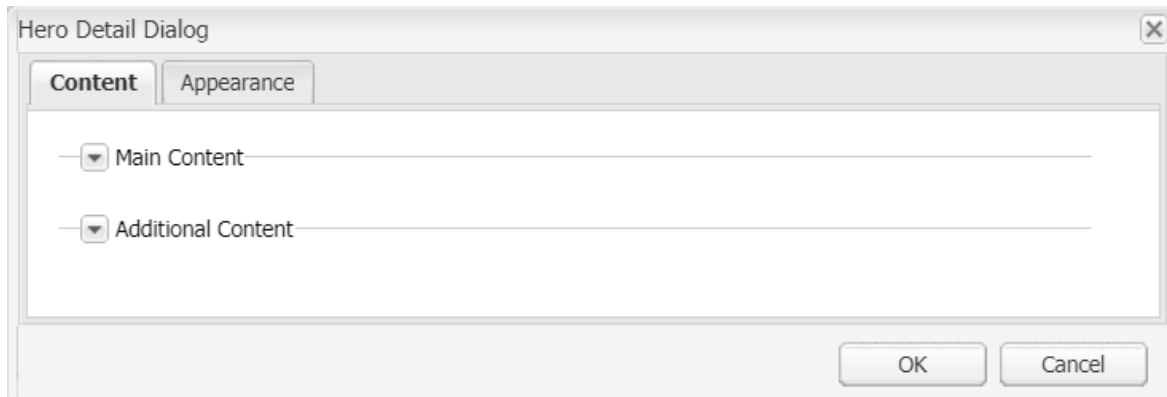 Hero Detail Dialog
Content Appearance
Main Content
Additional Content
OK Cancel